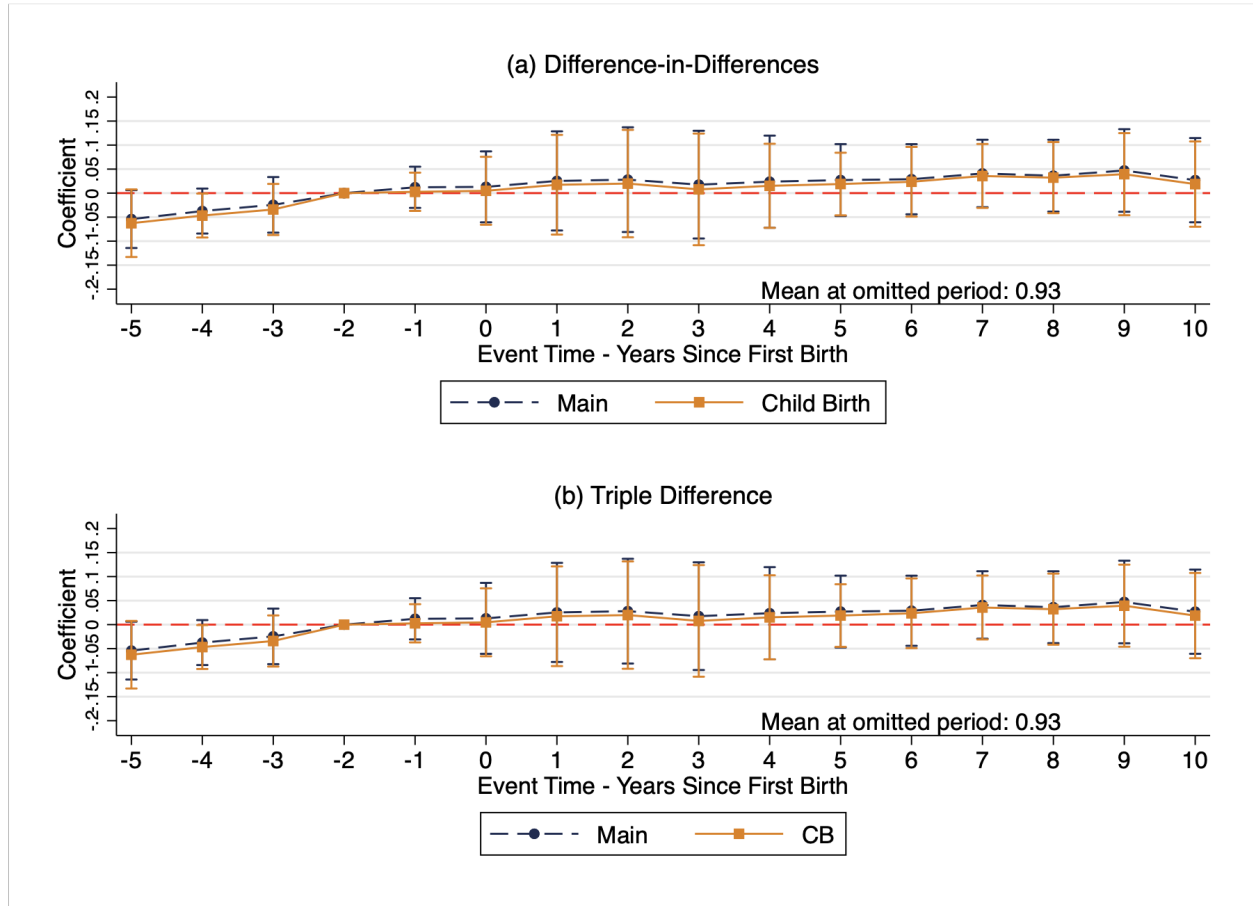 (a) Difference-in-Differences
Coefficient
-.2-.15-.1-.05 0 .05 .1 .15 .2
Mean at omitted period: 0.93
-5 -4 -3 -2 -1 0 1 2 3 4 5 6 7 8 9 10
Event Time - Years Since First Birth
Main Child Birth
(b) Triple Difference
Coefficient
-.2-.15-.1-.05 0 .05 .1 .15 .2
Mean at omitted period: 0.93
-5 -4 -3 -2 -1 0 1 2 3 4 5 6 7 8 9 10
Event Time - Years Since First Birth
Main CB